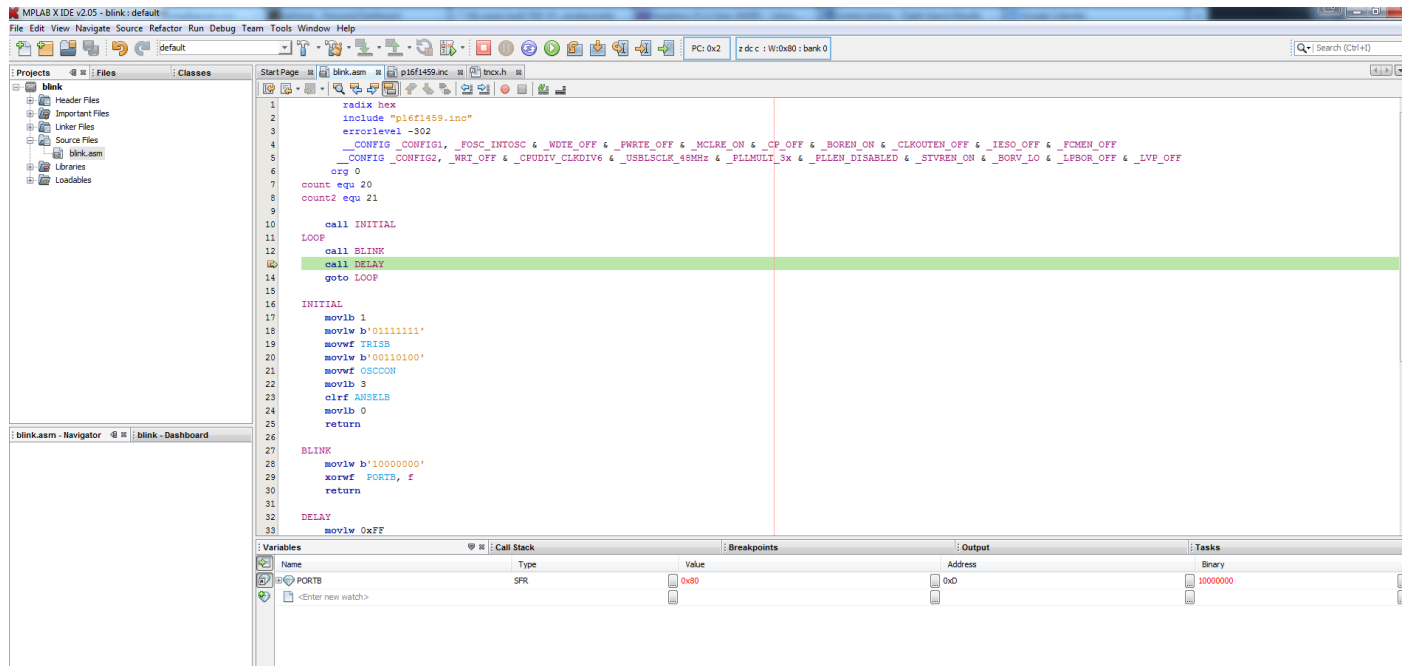 MPLAB X IDE v2.05 - blink : default
File Edit View Navigate Source Refactor Run Debug Team Tools Window Help
default
PC: 0x2
z dc c : W:0x80 : bank 0
Search (Ctrl+I)
Projects Files Classes
blink
Header Files
Important Files
Linker Files
Source Files
blink.asm
Libraries
Loadables
blink.asm - Navigator blink - Dashboard
Start Page blink.asm p16f1459.inc tncx.h
1 radix hex
2 include "p16f1459.inc"
3 errorlevel -302
4 __CONFIG _CONFIG1, _FOSC_INTOSC & _WDTE_OFF & _PWRTE_OFF & _MCLRE_ON & _CP_OFF & _BOREN_ON & _CLKOUTEN_OFF & _IESO_OFF & _FCMEN_OFF
5 __CONFIG _CONFIG2, _WRT_OFF & _CPUDIV_CLKDIV6 & _USBLSCLK_48MHz & _PLLMULT_3x & _PLLEN_DISABLED & _STVREN_ON & _BORV_LO & _LPBOR_OFF & _LVP_OFF
6 org 0
7 count equ 20
8 count2 equ 21
9
10 call INITIAL
11 LOOP
12 call BLINK
call DELAY
14 goto LOOP
15
16 INITIAL
17 movlb 1
18 movlw b'01111111'
19 movwf TRISB
20 movlw b'00110100'
21 movwf OSCCON
22 movlb 3
23 clrf ANSELB
24 movlb 0
25 return
26
27 BLINK
28 movlw b'10000000'
29 xorwf PORTB, f
30 return
31
32 DELAY
33 movlw 0xFF
Variables Call Stack Breakpoints Output Tasks
Name Type Value Address Binary
PORTB SFR 0x80 0xD 10000000
<Enter new watch>